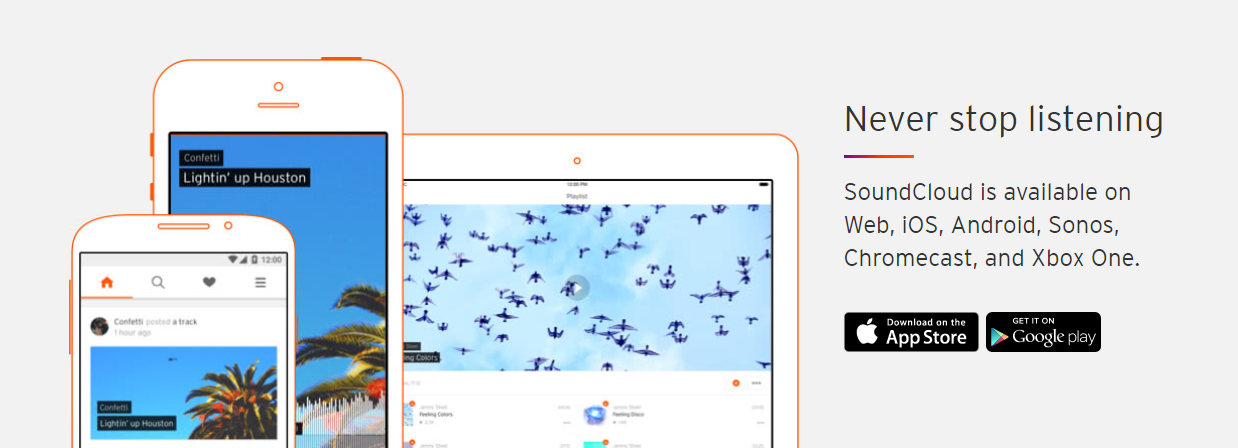 Never stop listening
SoundCloud is available on
Web, iOS, Android, Sonos,
Chromecast, and Xbox One.
Download on the
App Store
GET IT ON
Google play
Confetti
Lightin' up Houston
12:00
Confetti posted a track
1 hour ago
Confetti
Lightin' up Houston
12:00 PM
Playlist
Feeling Colors
Feeling Disco